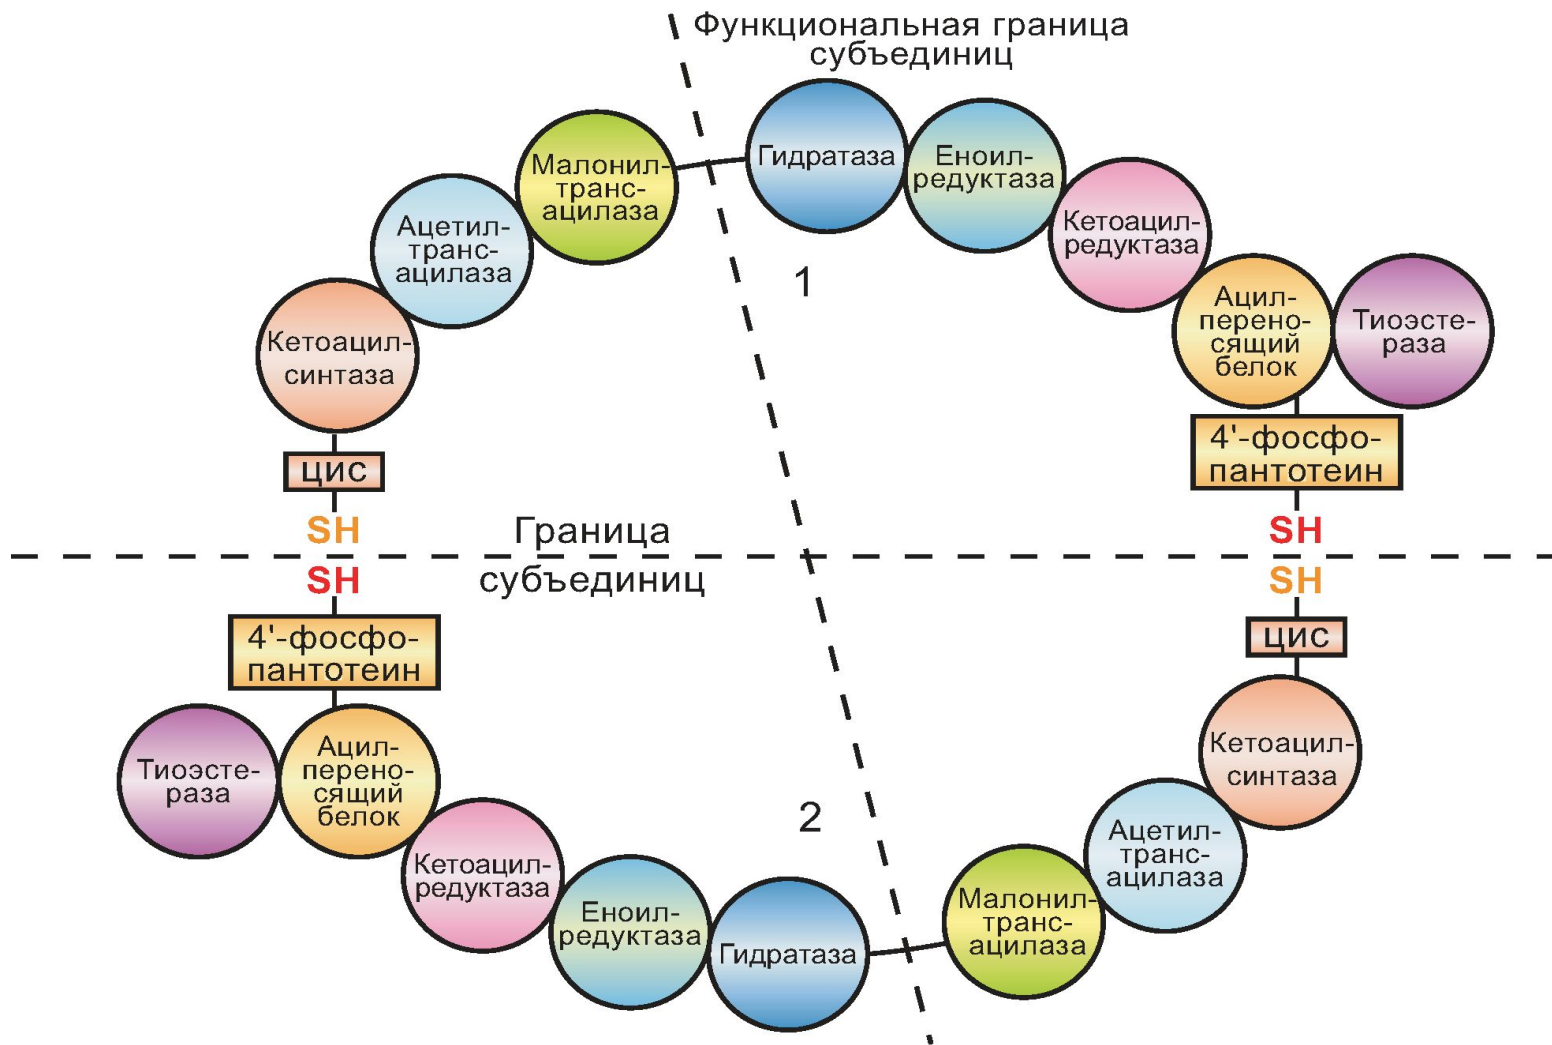 Функциональная граница
субъединиц
Гидратаза
Еноил-
редуктаза
Малонил-
транс-
ацилаза
Кетоацил-
редуктаза
Ацетил-
транс-
ацилаза
1
Ацил-
перено-
сящий
белок
Тиоэсте-
раза
Кетоацил-
синтаза
4'-фосфо-
пантотеин
ЦИС
SH
Граница
субъединиц
SH
SH
SH
4'-фосфо-
пантотеин
ЦИС
Тиоэсте-
раза
Ацил-
перено-
сящий
белок
Кетоацил-
синтаза
2
Ацетил-
транс-
ацилаза
Кетоацил-
редуктаза
Еноил-
редуктаза
Гидратаза
Малонил-
транс-
ацилаза